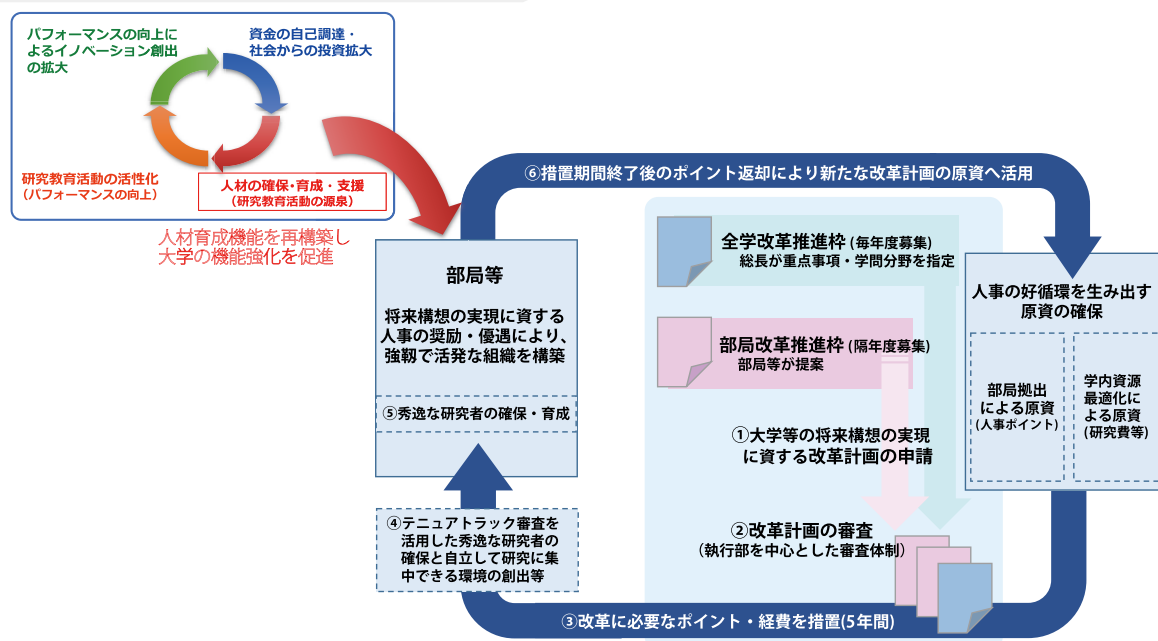 パフォーマンスの向上に
よるイノベーション創出
の拡大
資金の自己調達・
社会からの投資拡大
研究教育活動の活性化
（パフォーマンスの向上）
人材の確保・育成・支援
（研究教育活動の源泉）
人材育成機能を再構築し
大学の機能強化を促進
⑥措置期間終了後のポイント返却により新たな改革計画の原資へ活用
部局等
将来構想の実現に資する
人事の奨励・優遇により、
強靱で活発な組織を構築
⑤秀逸な研究者の確保・育成
④テニュアトラック審査を
活用した秀逸な研究者の
確保と自立して研究に集
中できる環境の創出等
全学改革推進枠（毎年度募集）
総長が重点事項・学問分野を指定
部局改革推進枠（隔年度募集）
部局等が提案
①大学等の将来構想の実現
に資する改革計画の申請
②改革計画の審査
（執行部を中心とした審査体制）
人事の好循環を生み出す
原資の確保
部局拠出
による原資
(人事ポイント)
学内資源
最適化に
よる原資
(研究費等)
③改革に必要なポイント・経費を措置(5年間)